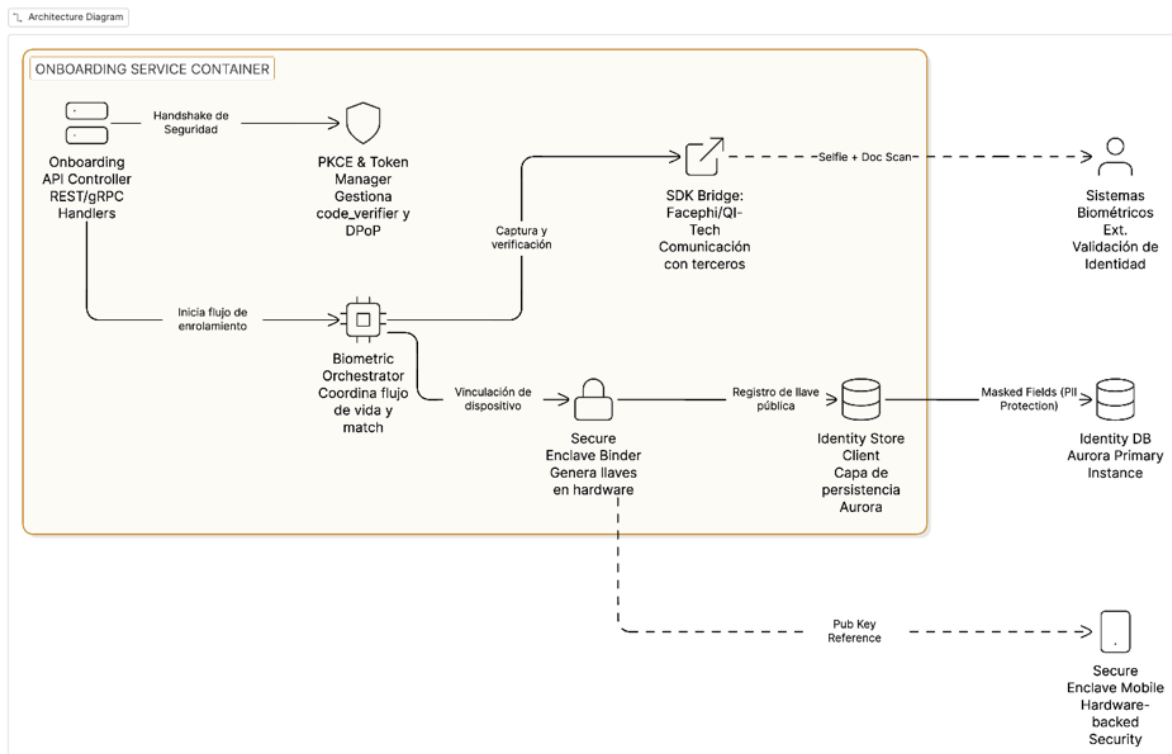 Architecture Diagram
ONBOARDING SERVICE CONTAINER
Onboarding
API Controller
REST/gRPC
Handlers
Handshake de
Seguridad
PKCE & Token
Manager
Gestiona
code_verifier y
DPoP
Captura y
verificación
SDK Bridge:
Facephi/QI-
Tech
Comunicación
con terceros
Selfie + Doc Scan
Sistemas
Biométricos
Ext.
Validación de
Identidad
Inicia flujo de
enrolamiento
Biometric
Orchestrator
Coordina flujo
de vida y
match
Vinculación de
dispositivo
Secure
Enclave Binder
Genera llaves
en hardware
Registro de llave
pública
Identity Store
Client
Capa de
persistencia
Aurora
Masked Fields (PII
Protection)
Identity DB
Aurora Primary
Instance
Pub Key
Reference
Secure
Enclave Mobile
Hardware-
backed
Security